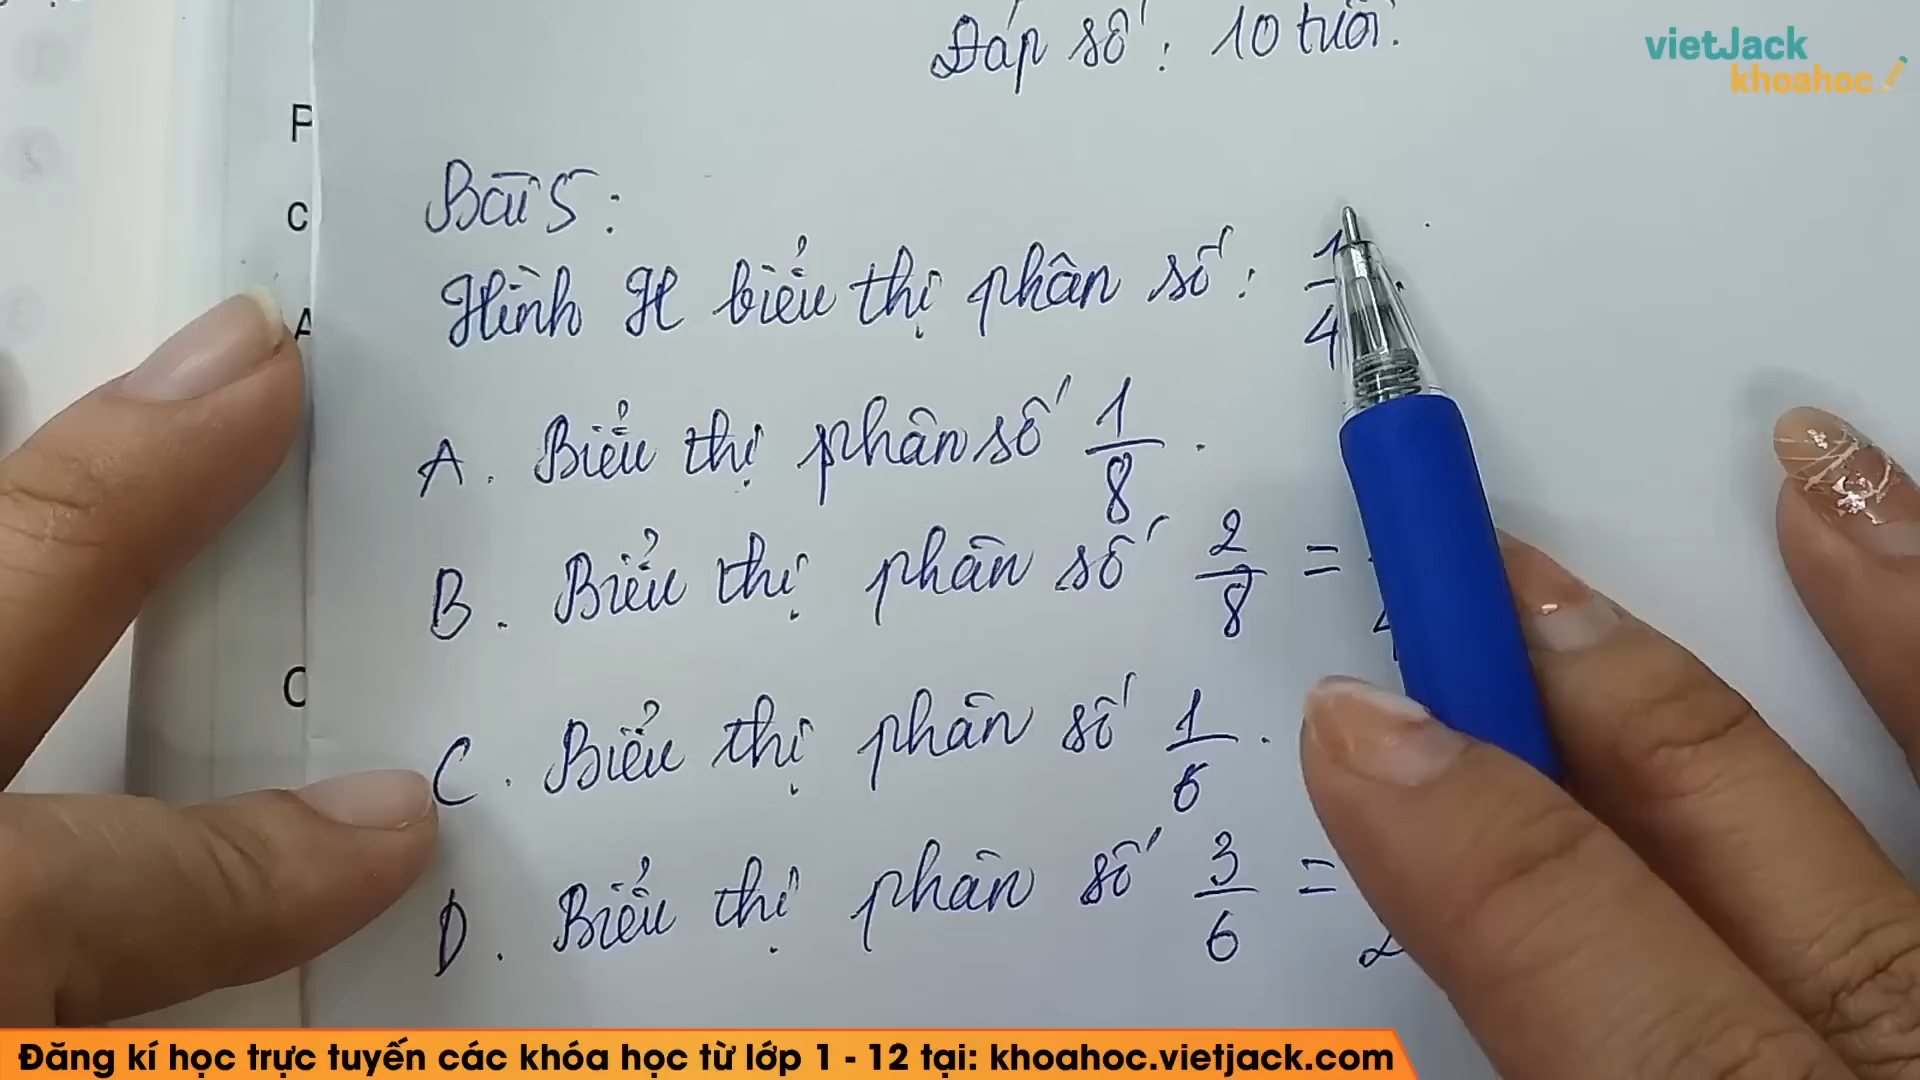 Đáp số: 10 tuổi.
vietJack
khoahoc
P
C
A
C
Bài 5:
Hình H biểu thị phân số: 1/4.
A. Biểu thị phân số 1/8.
B. Biểu thị phân số 2/8 =
C. Biểu thị phân số 1/6.
D. Biểu thị phân số 3/6 =
Đăng kí học trực tuyến các khóa học từ lớp 1 - 12 tại: khoahoc.vietjack.com